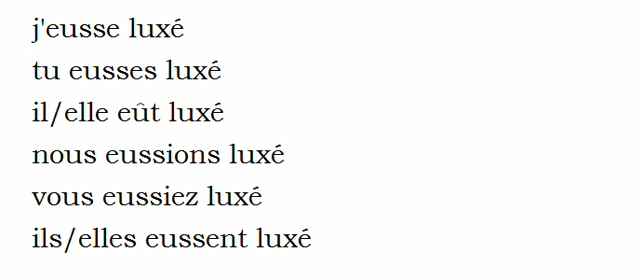 j'eusse luxé
tu eusses luxé
il/elle eût luxé
nous eussions luxé
vous eussiez luxé
ils/elles eussent luxé